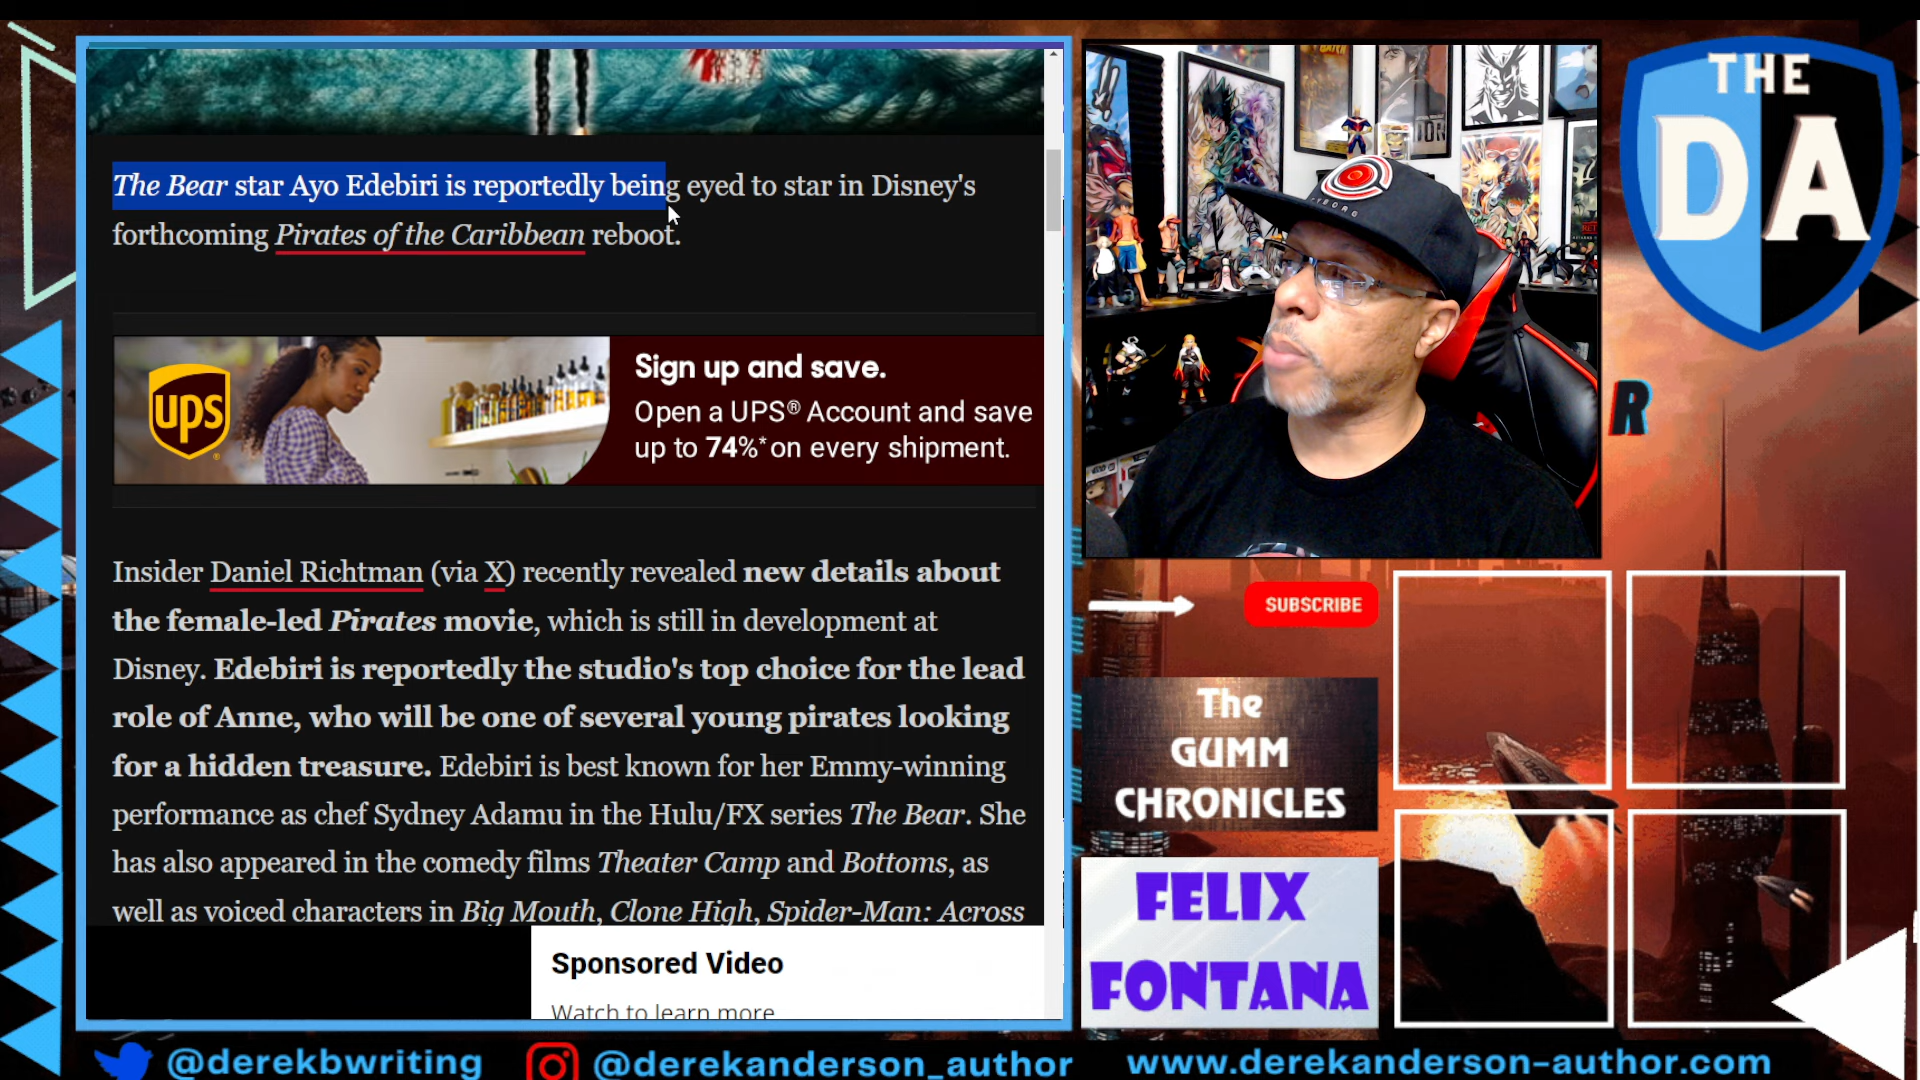 The Bear star Ayo Edebiri is reportedly being eyed to star in Disney's
forthcoming Pirates of the Caribbean reboot.
ups
Sign up and save.
Open a UPS® Account and save
up to 74%* on every shipment.
Insider Daniel Richtman (via X) recently revealed new details about
the female-led Pirates movie, which is still in development at
Disney. Edebiri is reportedly the studio's top choice for the lead
role of Anne, who will be one of several young pirates looking
for a hidden treasure. Edebiri is best known for her Emmy-winning
performance as chef Sydney Adamu in the Hulu/FX series The Bear. She
has also appeared in the comedy films Theater Camp and Bottoms, as
well as voiced characters in Big Mouth, Clone High, Spider-Man: Across
Sponsored Video
Watch to learn more
THE
DA
R
SUBSCRIBE
The
GUMM
CHRONICLES
FELIX
FONTANA
@derekbwriting
@derekanderson_author
www.derekanderson-author.com